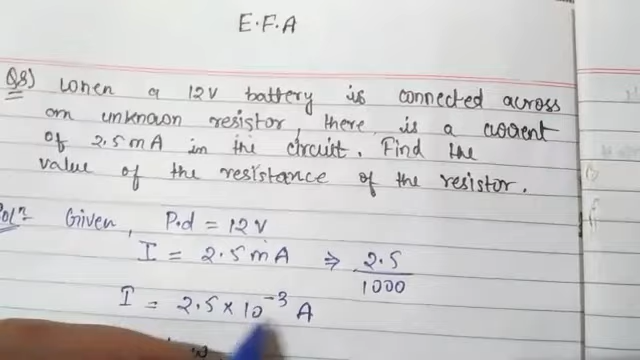 E.F.A
Q8) When a 12V battery is connected across
an unknown resistor, there is a current
of 2.5mA in the circuit. Find the
value of the resistance of the resistor.
Soln Given, P.d = 12V
I = 2.5mA ⇒ 2.5
1000
I = 2.5 × 10⁻³ A